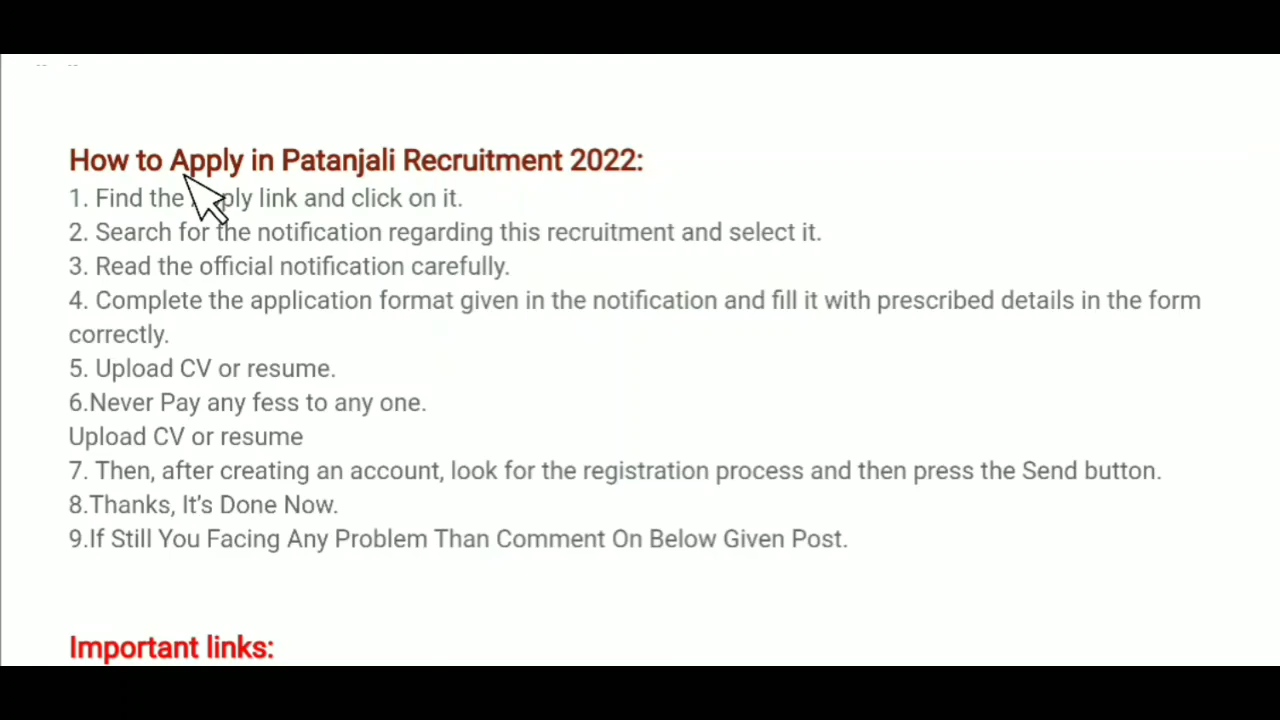 How to Apply in Patanjali Recruitment 2022:
1. Find the Apply link and click on it.
2. Search for the notification regarding this recruitment and select it.
3. Read the official notification carefully.
4. Complete the application format given in the notification and fill it with prescribed details in the form
correctly.
5. Upload CV or resume.
6.Never Pay any fess to any one.
Upload CV or resume
7. Then, after creating an account, look for the registration process and then press the Send button.
8.Thanks, It's Done Now.
9.If Still You Facing Any Problem Than Comment On Below Given Post.
Important links: